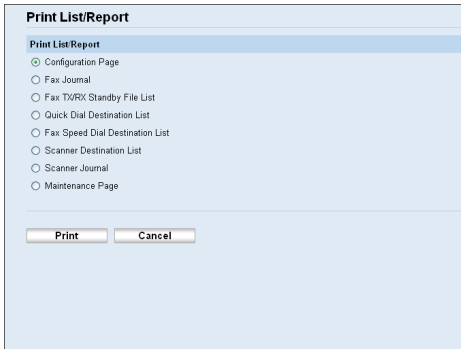 Print List/Report
Print List/Report
Configuration Page
Fax Journal
Fax TX/RX Standby File List
Quick Dial Destination List
Fax Speed Dial Destination List
Scanner Destination List
Scanner Journal
Maintenance Page
Print Cancel